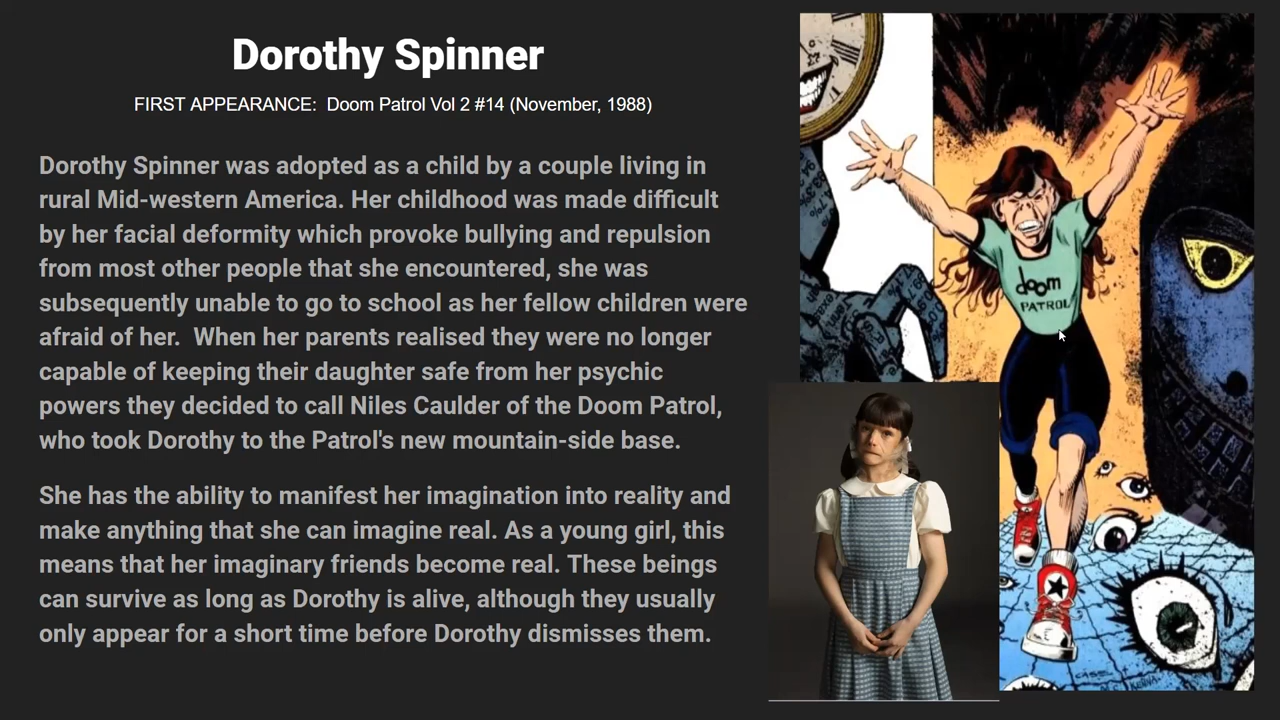 Dorothy Spinner
FIRST APPEARANCE:  Doom Patrol Vol 2 #14 (November, 1988)
Dorothy Spinner was adopted as a child by a couple living in
rural Mid-western America. Her childhood was made difficult
by her facial deformity which provoke bullying and repulsion
from most other people that she encountered, she was
subsequently unable to go to school as her fellow children were
afraid of her.  When her parents realised they were no longer
capable of keeping their daughter safe from her psychic
powers they decided to call Niles Caulder of the Doom Patrol,
who took Dorothy to the Patrol's new mountain-side base.
She has the ability to manifest her imagination into reality and
make anything that she can imagine real. As a young girl, this
means that her imaginary friends become real. These beings
can survive as long as Dorothy is alive, although they usually
only appear for a short time before Dorothy dismisses them.
doom
PATROL